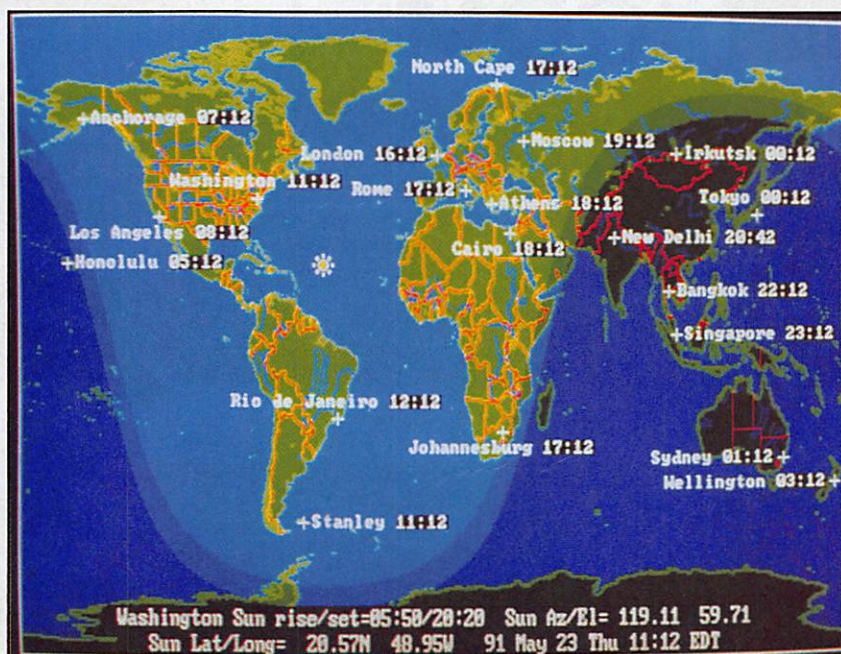 North Cape 17:12
Anchorage 07:12
Moscow 19:12
London 16:12
Irkutsk 00:12
Washington 11:12
Rome 17:12
Athens 18:12
Tokyo 00:12
Los Angeles 08:12
Cairo 18:12
New Delhi 20:42
Honolulu 05:12
Bangkok 22:12
Singapore 23:12
Rio de Janeiro 12:12
Johannesburg 17:12
Sydney 01:12
Wellington 03:12
Stanley 11:12
Washington Sun rise/set=05:50/20:20 Sun Az/El= 119.11 59.71
Sun Lat/Long= 20.57N 48.95W 91 May 23 Thu 11:12 EDT